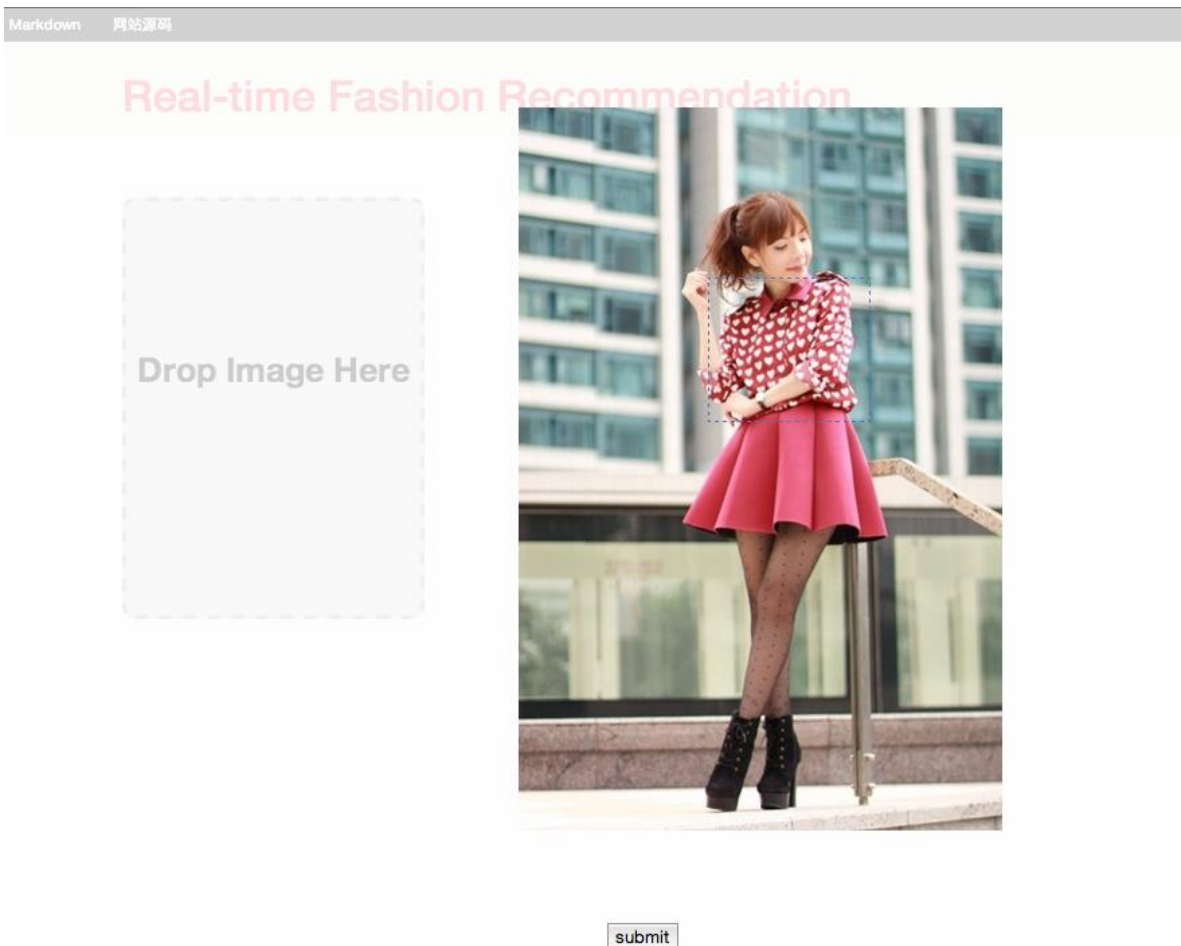 Markdown 网站源码
Real-time Fashion Recommendation
Drop Image Here
submit